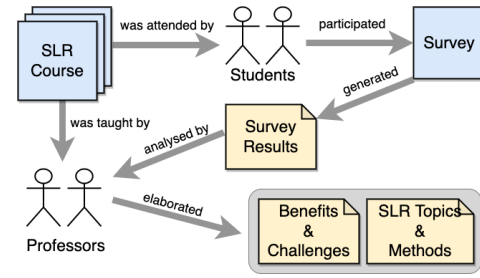 was attended by
participated
SLR
Course
Students
Survey
was taught by
generated
analysed by
Survey
Results
elaborated
Professors
Benefits
&
Challenges
SLR Topics
&
Methods